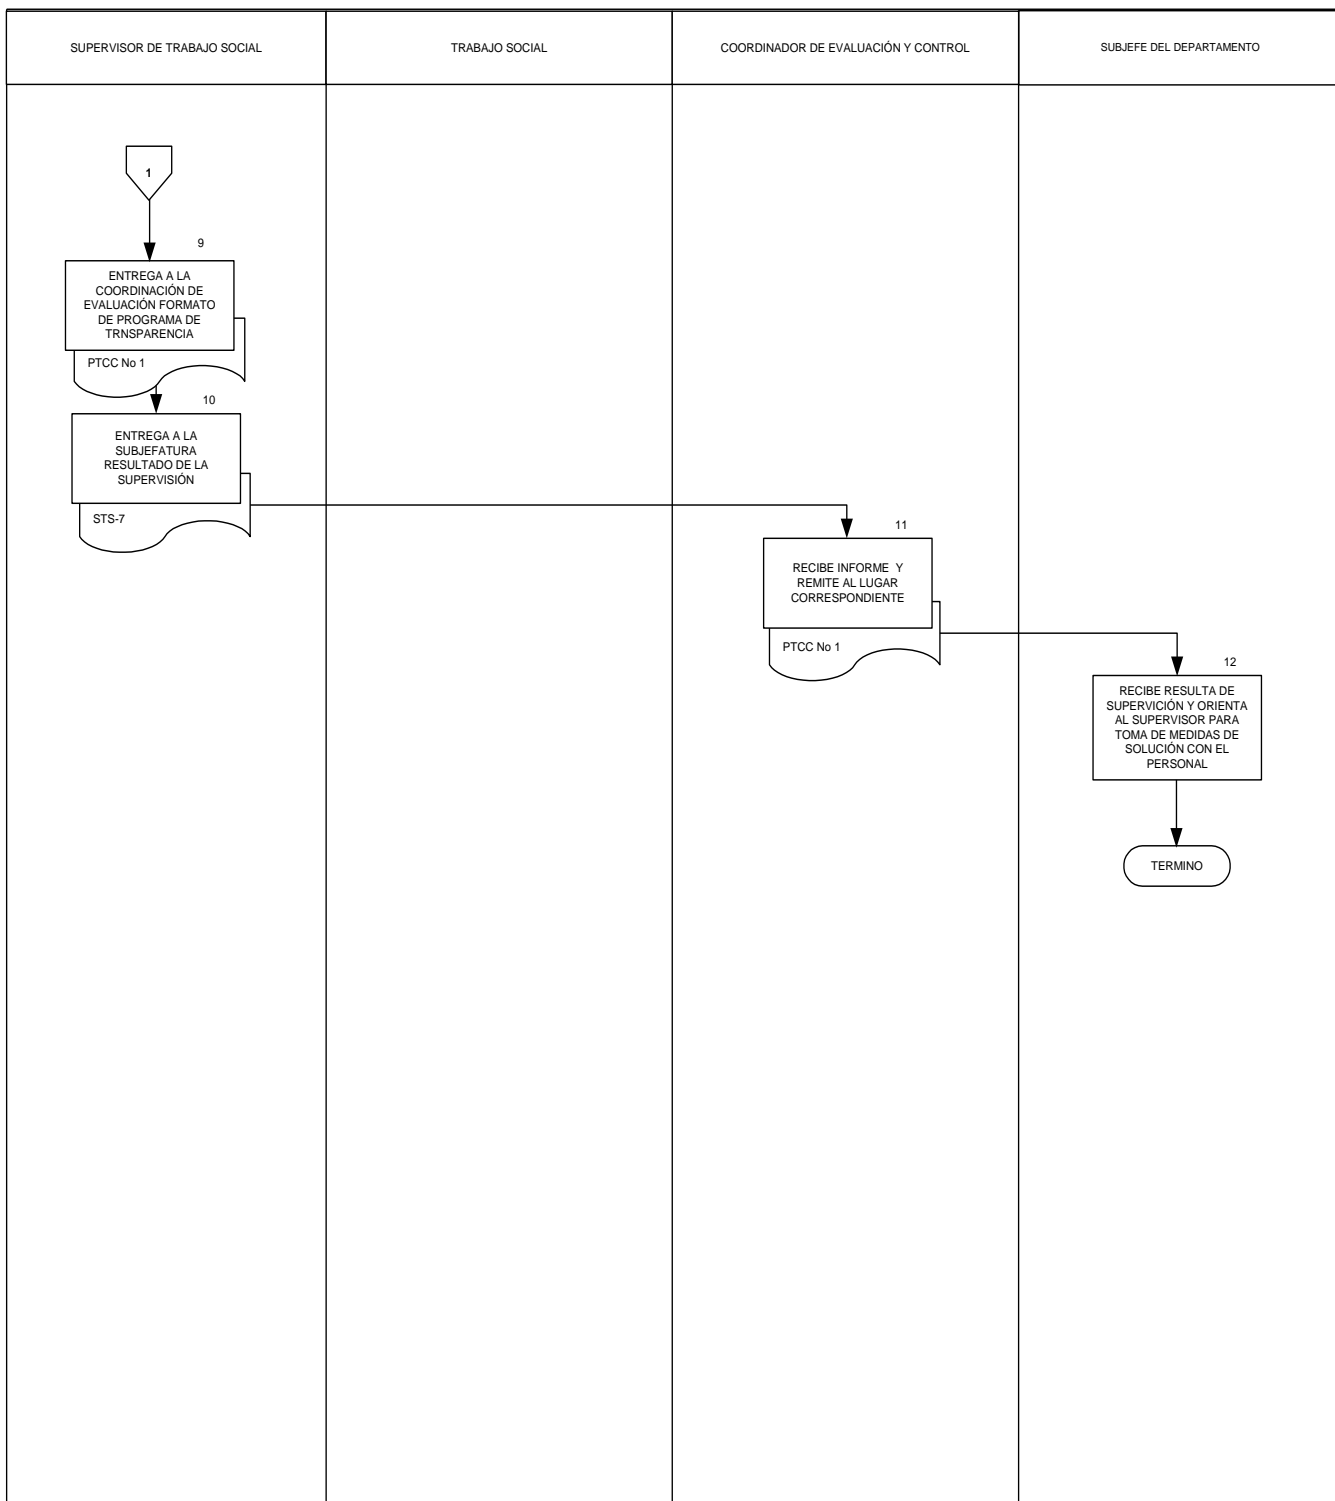 SUPERVISOR DE TRABAJO SOCIAL
TRABAJO SOCIAL
COORDINADOR DE EVALUACIÓN Y CONTROL
SUBJEFE DEL DEPARTAMENTO
1
9
ENTREGA A LA
COORDINACIÓN DE
EVALUACIÓN FORMATO
DE PROGRAMA DE
TRNSPARENCIA
PTCC No 1
10
ENTREGA A LA
SUBJEFATURA
RESULTADO DE LA
SUPERVISIÓN
STS-7
11
RECIBE INFORME Y
REMITE AL LUGAR
CORRESPONDIENTE
PTCC No 1
12
RECIBE RESULTA DE
SUPERVICIÓN Y ORIENTA
AL SUPERVISOR PARA
TOMA DE MEDIDAS DE
SOLUCIÓN CON EL
PERSONAL
TERMINO